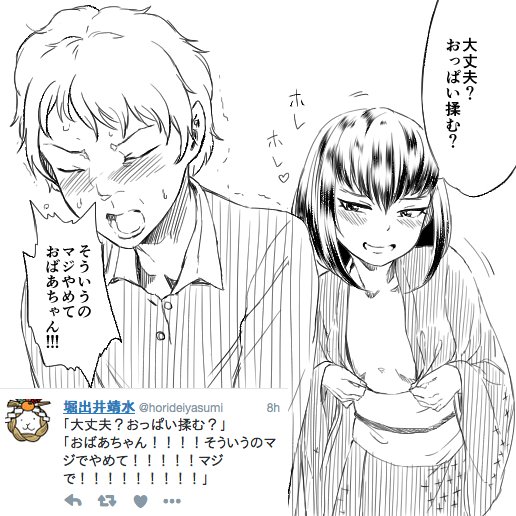 大丈夫？
おっぱい揉む？
ホレ
ホレ♡
そういうの
マジやめて
おばあちゃん!!!
堀出井靖水 @horideiyasumi 8h
「大丈夫？おっぱい揉む？」
「おばあちゃん！！！！そういうのマ
ジでやめて！！！！！マジ
で！！！！！！！！！」